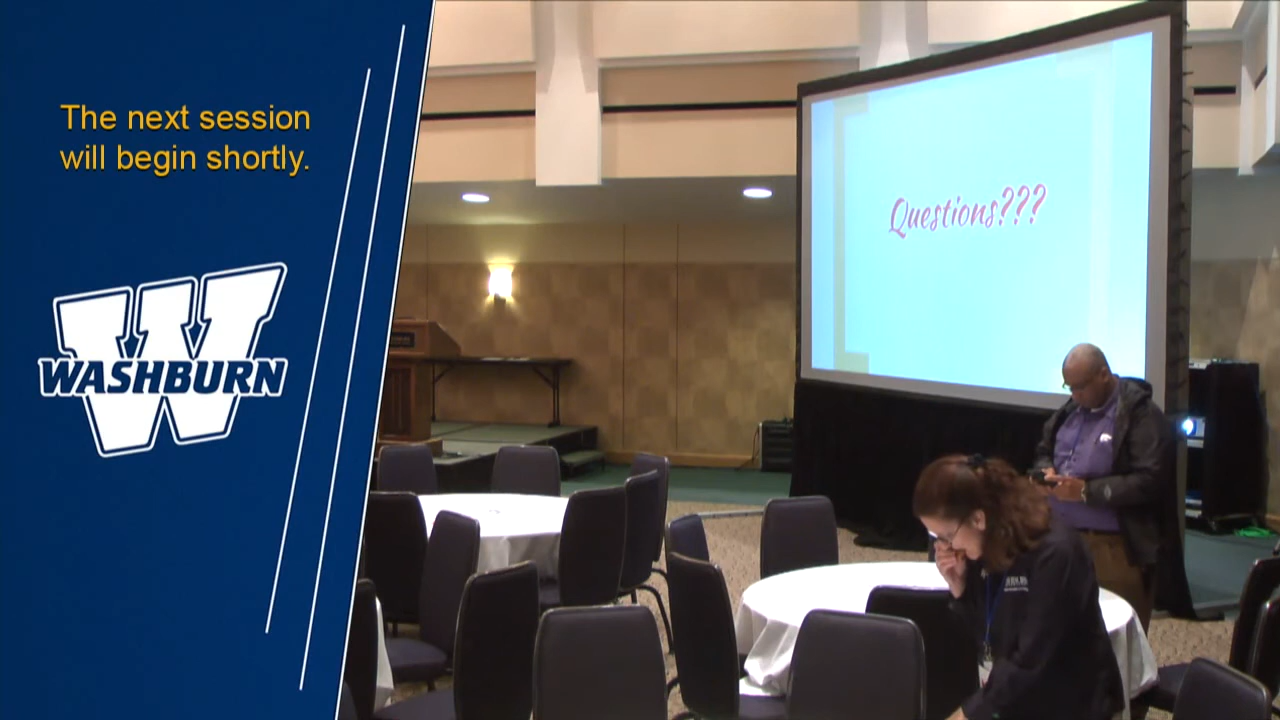 The next session
will begin shortly.
WASHBURN
Questions???